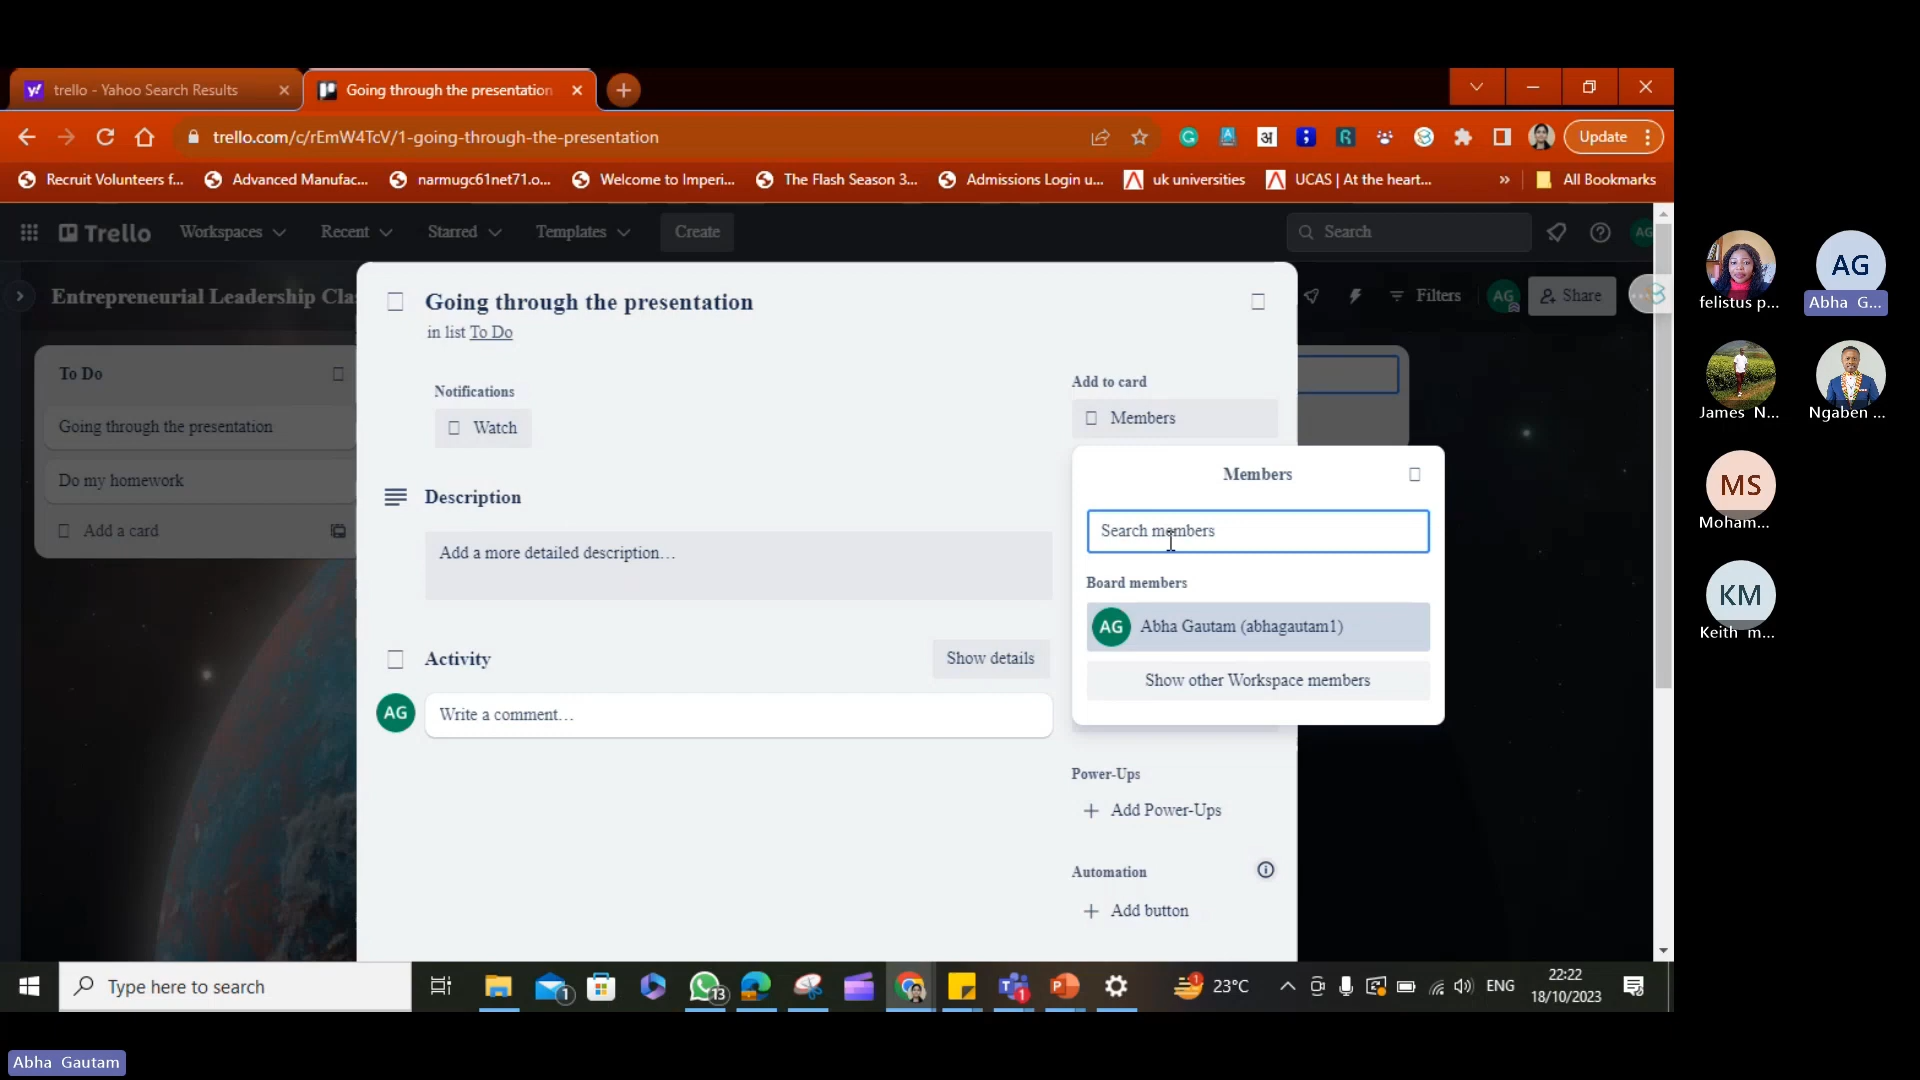 trello - Yahoo Search Results
Going through the presentation
trello.com/c/rEmW4TcV/1-going-through-the-presentation
Update
Recruit Volunteers f...
Advanced Manufac...
narmugc61net71.o...
Welcome to Imperi...
The Flash Season 3...
Admissions Login u...
uk universities
UCAS | At the heart...
»
All Bookmarks
Trello
Workspaces
Recent
Starred
Templates
Create
Search
AG
Entrepreneurial Leadership Cla
Filters
AG
Share
To Do
Going through the presentation
Do my homework
Add a card
Going through the presentation
in list To Do
Notifications
Watch
Description
Add a more detailed description…
Activity
Show details
AG
Write a comment…
Add to card
Members
Members
Search members
Board members
AG Abha Gautam (abhagautam1)
Show other Workspace members
Power-Ups
+ Add Power-Ups
Automation
+ Add button
felistus p...
AG
Abha G...
James N...
Ngaben ...
MS
Moham...
KM
Keith m...
Type here to search
1
13
1
1
23°C
ENG
22:22
18/10/2023
Abha Gautam